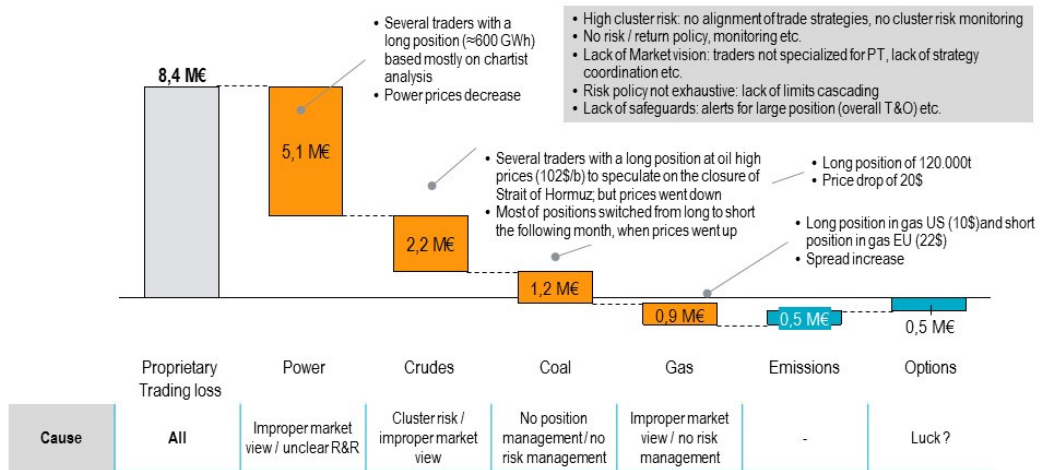 • Several traders with a
long position (≈600 GWh)
based mostly on chartist
analysis
• Power prices decrease
• High cluster risk: no alignment of trade strategies, no cluster risk monitoring
• No risk / return policy, monitoring etc.
• Lack of Market vision: traders not specialized for PT, lack of strategy
coordination etc.
• Risk policy not exhaustive: lack of limits cascading
• Lack of safeguards: alerts for large position (overall T&O) etc.
8,4 M€
5,1 M€
• Several traders with a long position at oil high
prices (102$/b) to speculate on the closure of
Strait of Hormuz; but prices went down
• Most of positions switched from long to short
the following month, when prices went up
• Long position of 120.000t
• Price drop of 20$
• Long position in gas US (10$)and short
position in gas EU (22$)
• Spread increase
2,2 M€
1,2 M€
0,9 M€
0,5 M€
0,5 M€
Proprietary
Trading loss
Power
Crudes
Coal
Gas
Emissions
Options
Cause
All
Improper market
view / unclear R&R
Cluster risk /
improper market
view
No position
management / no
risk management
Improper market
view / no risk
management
-
Luck ?